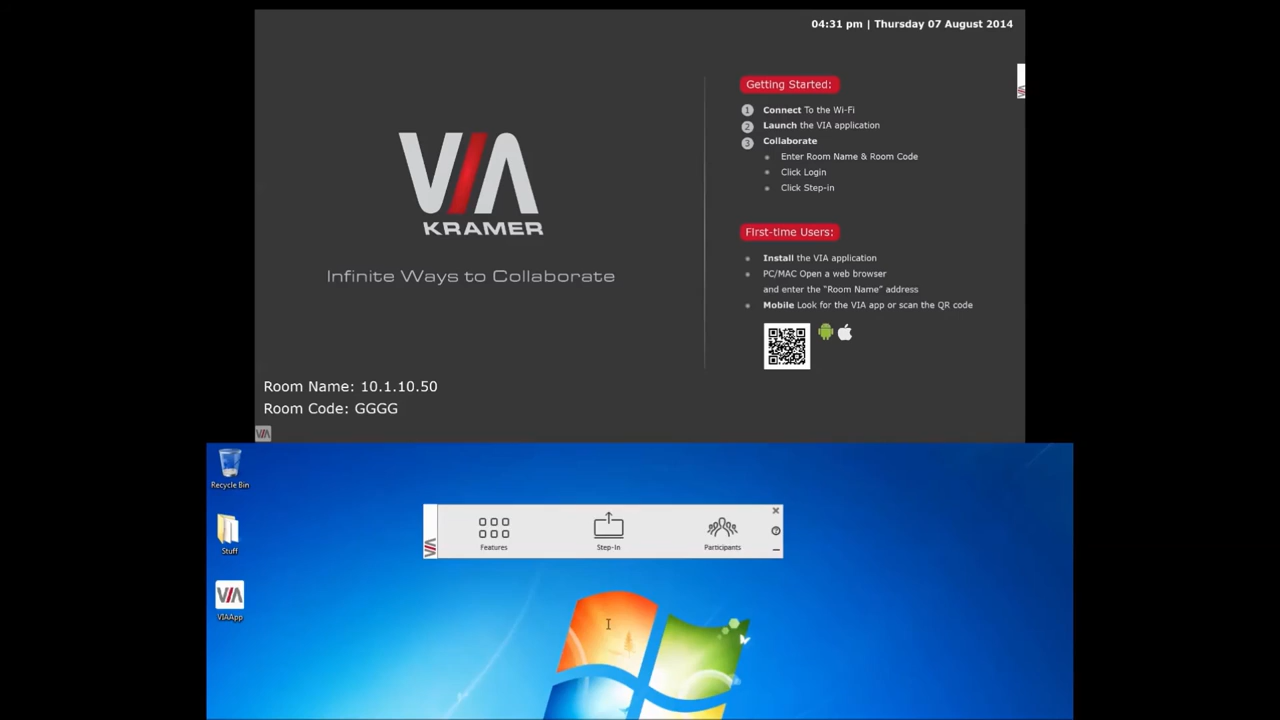 04:31 pm | Thursday 07 August 2014
VIA
KRAMER
Infinite Ways to Collaborate
Getting Started:
1 Connect To the Wi-Fi
2 Launch the VIA application
3 Collaborate
Enter Room Name & Room Code
Click Login
Click Step-in
First-time Users:
Install the VIA application
PC/MAC Open a web browser
and enter the "Room Name" address
Mobile Look for the VIA app or scan the QR code
Room Name: 10.1.10.50
Room Code: GGGG
VIA
Recycle Bin
Stuff
VIA
VIAApp
Features
Step-In
Participants